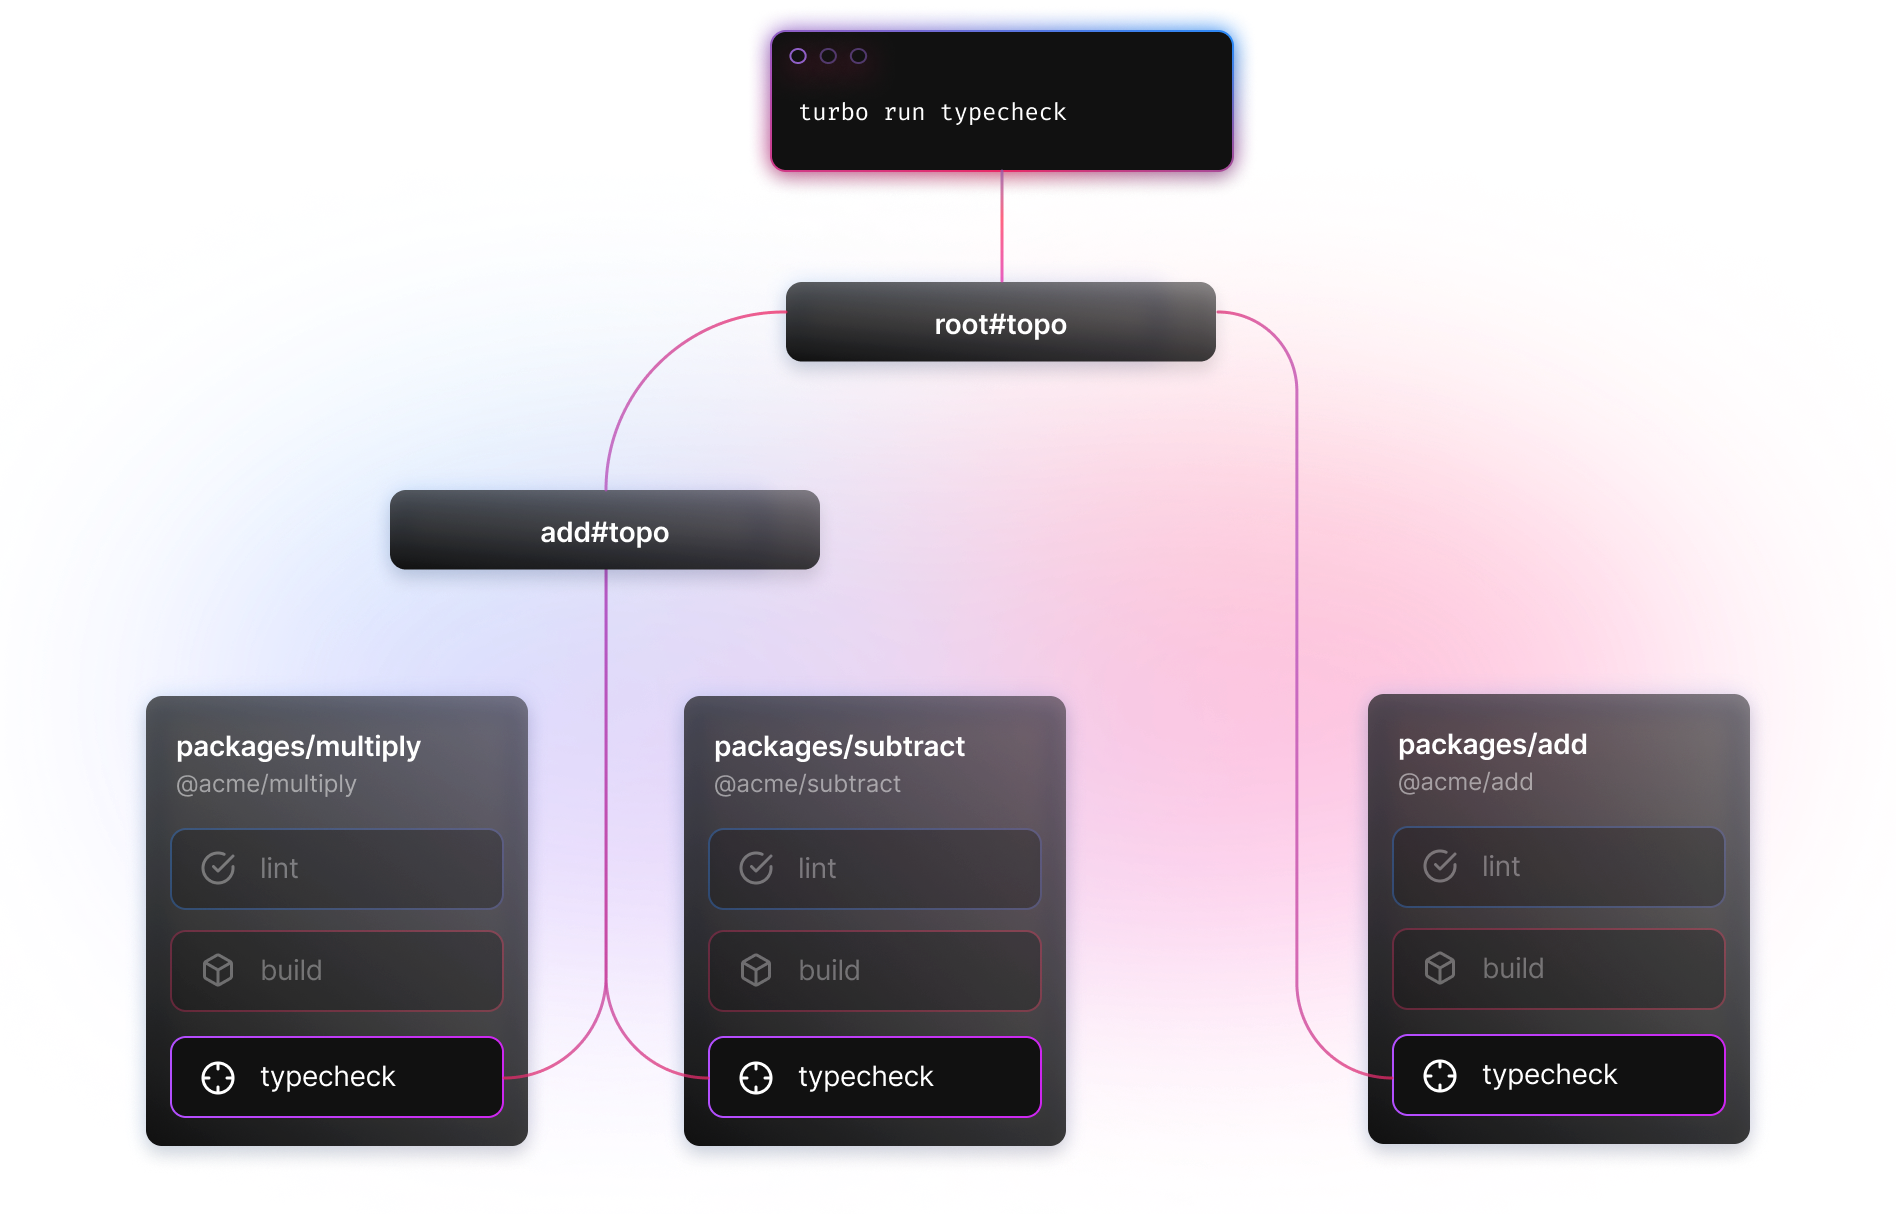 turbo run typecheck
root#topo
add#topo
packages/multiply
@acme/multiply
lint
build
typecheck
packages/subtract
@acme/subtract
lint
build
typecheck
packages/add
@acme/add
lint
build
typecheck